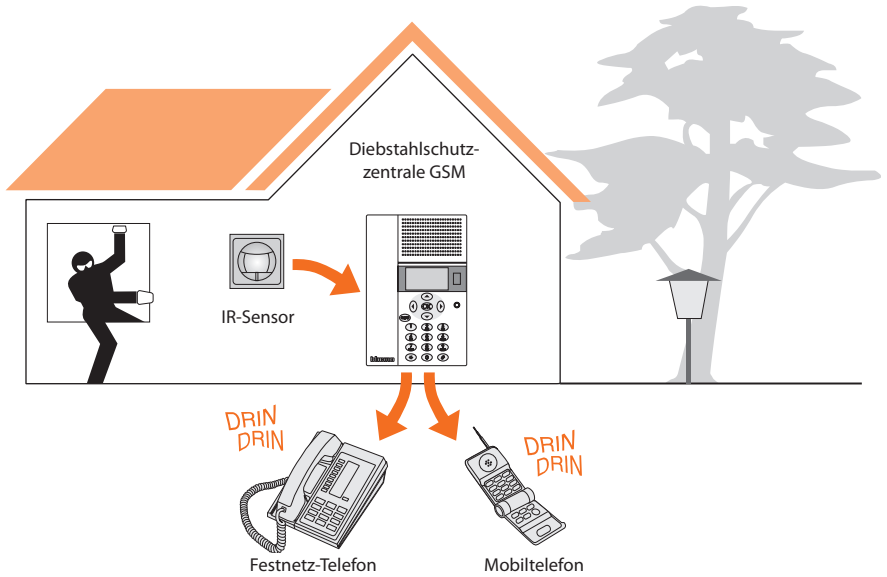 Diebstahlschutz-
zentrale GSM
IR-Sensor
DRIN
DRIN
DRIN
DRIN
Festnetz-Telefon
Mobiltelefon